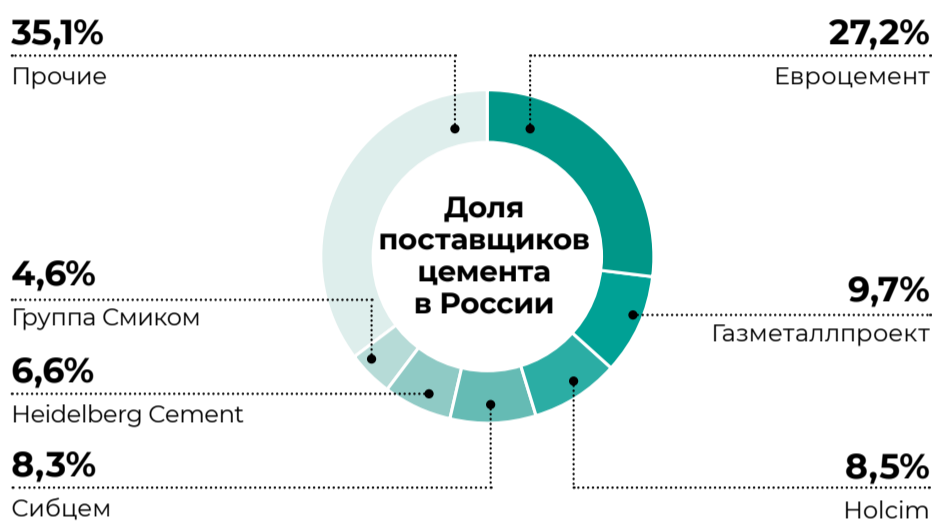 35,1%
Прочие
27,2%
Евроцемент
Доля
поставщиков
цемента
в России
4,6%
Группа Смиком
9,7%
Газметаллпроект
6,6%
Heidelberg Cement
8,3%
Сибцем
8,5%
Holcim